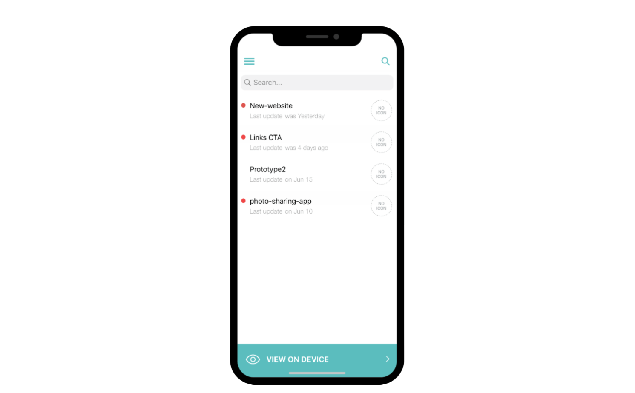 Search...
New-website
Last update was Yesterday
NO
ICON
Links CTA
Last update was 4 days ago
NO
ICON
Prototype2
Last update on Jun 15
NO
ICON
photo-sharing-app
Last update on Jun 10
NO
ICON
VIEW ON DEVICE